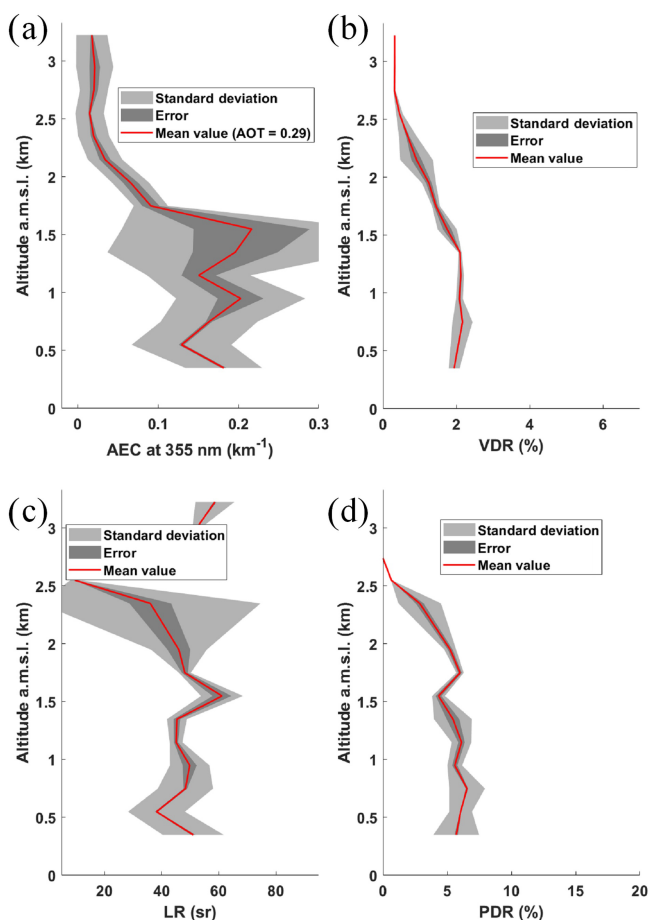 (a)
Altitude a.m.s.l. (km)
3
2.5
2
1.5
1
0.5
0
Standard deviation
Error
Mean value (AOT = 0.29)
0
0.1
0.2
0.3
AEC at 355 nm (km⁻¹)
(b)
Altitude a.m.s.l. (km)
3
2.5
2
1.5
1
0.5
0
Standard deviation
Error
Mean value
0
2
4
6
VDR (%)
(c)
Altitude a.m.s.l. (km)
3
2.5
2
1.5
1
0.5
0
Standard deviation
Error
Mean value
20
40
60
80
LR (sr)
(d)
Altitude a.m.s.l. (km)
3
2.5
2
1.5
1
0.5
0
Standard deviation
Error
Mean value
0
5
10
15
20
PDR (%)